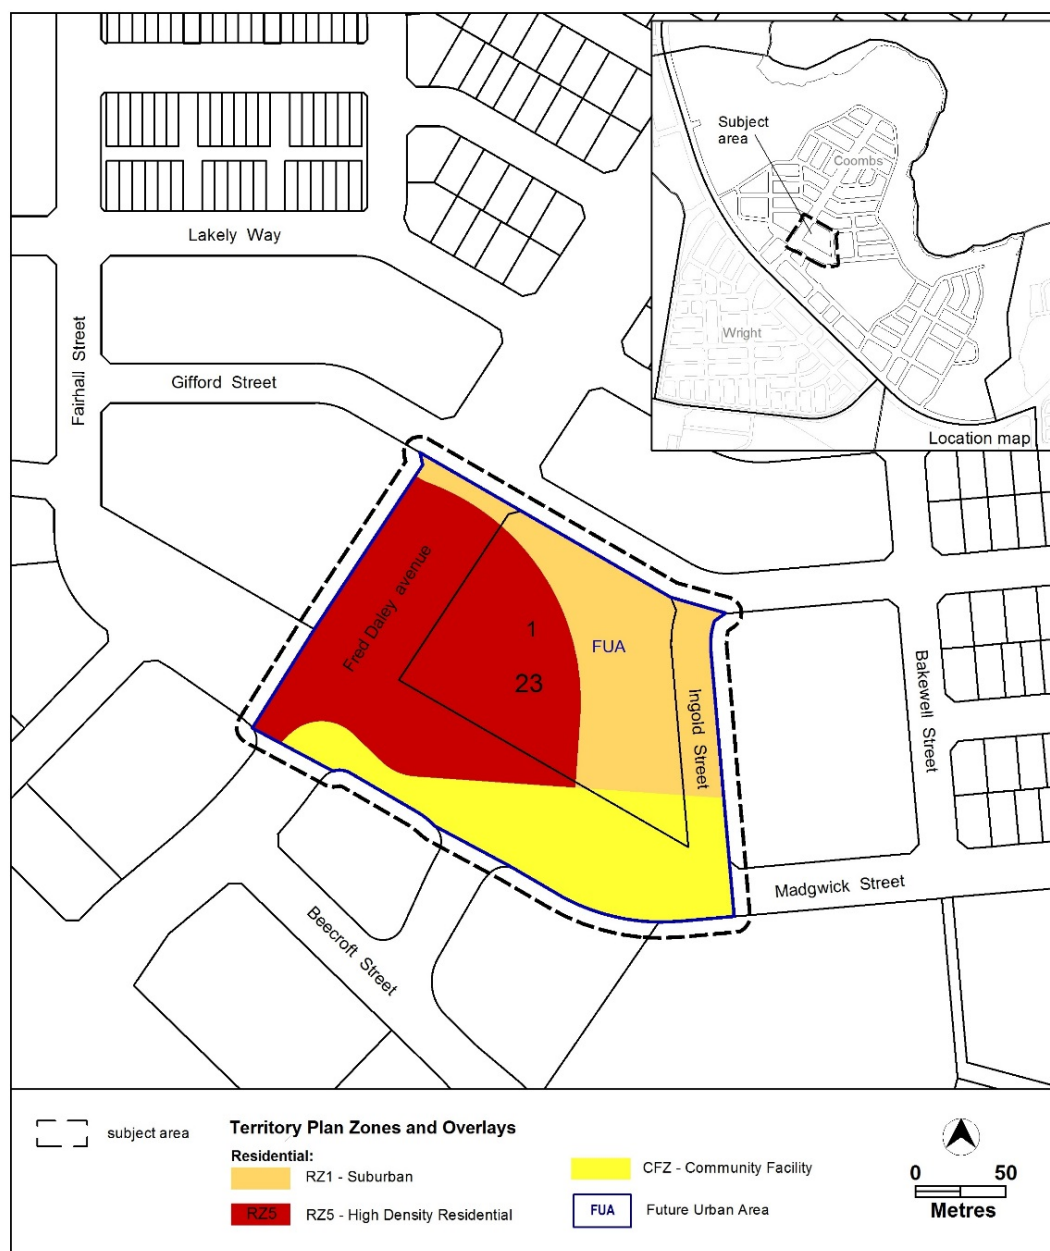 Subject
area
Coombs
Wright
Location map
Lakely Way
Fairhall Street
Gifford Street
Fred Daley avenue
1
FUA
23
Ingold Street
Bakewell Street
Madgwick Street
Beecroft Street
subject area
Territory Plan Zones and Overlays
Residential:
RZ1 - Suburban
RZ5 RZ5 - High Density Residential
CFZ - Community Facility
FUA Future Urban Area
0 50
Metres